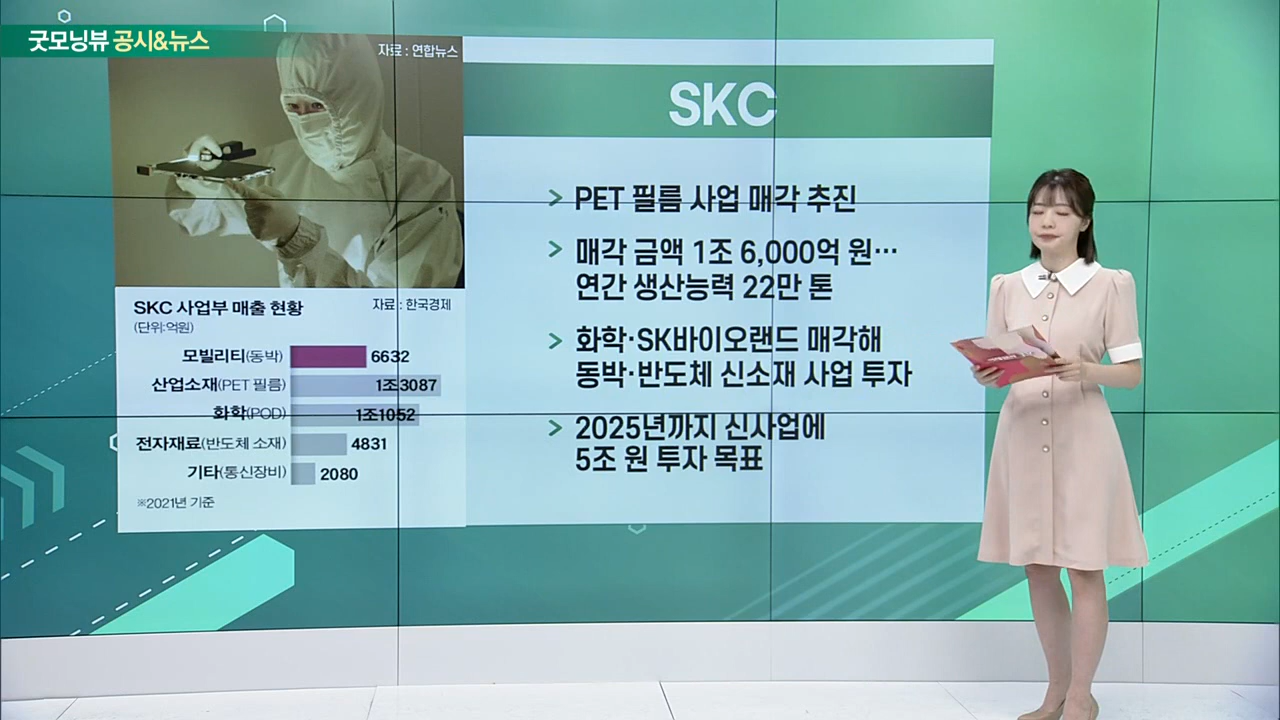 굿모닝뷰 공시&뉴스
자료 : 연합뉴스
SKC 사업부 매출 현황
자료 : 한국경제
(단위:억원)
모빌리티(동박) 6632
산업소재(PET 필름) 1조3087
화학(POD) 1조1052
전자재료(반도체 소재) 4831
기타(통신장비) 2080
※2021년 기준
SKC
> PET 필름 사업 매각 추진
> 매각 금액 1조 6,000억 원…
연간 생산능력 22만 톤
> 화학·SK바이오랜드 매각해
동박·반도체 신소재 사업 투자
> 2025년까지 신사업에
5조 원 투자 목표